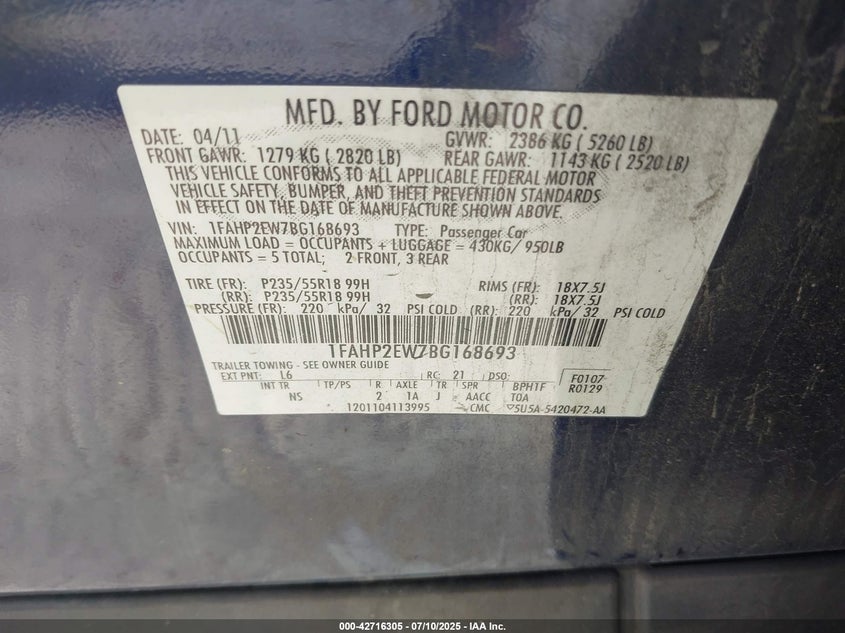 MFD. BY FORD MOTOR CO.
DATE: 04/11 GVWR: 2386 KG ( 5260 LB)
FRONT GAWR: 1279 KG ( 2820 LB) REAR GAWR: 1143 KG ( 2520 LB)
THIS VEHICLE CONFORMS TO ALL APPLICABLE FEDERAL MOTOR
VEHICLE SAFETY, BUMPER, AND THEFT PREVENTION STANDARDS
IN EFFECT ON THE DATE OF MANUFACTURE SHOWN ABOVE.
VIN: 1FAHP2EW7BG168693 TYPE: Passenger Car
MAXIMUM LOAD = OCCUPANTS + LUGGAGE = 430KG/ 950LB
OCCUPANTS = 5 TOTAL; 2 FRONT, 3 REAR
TIRE (FR): P235/55R18 99H RIMS (FR): 18X7.5J
(RR): P235/55R18 99H (RR): 18X7.5J
PRESSURE (FR): 220 kPa/ 32 PSI COLD (RR): 220 kPa/ 32 PSI COLD
1FAHP2EW7BG168693
TRAILER TOWING - SEE OWNER GUIDE
EXT PNT: L6 RC: 21 DSO:
F0107
R0129
INT TR TP/PS R AXLE TR SPR BPHTF
NS 2 1A J AACC TOA
1201104113995 CMC 5U5A-5420472-AA
000-42716305 - 07/10/2025 - IAA Inc.